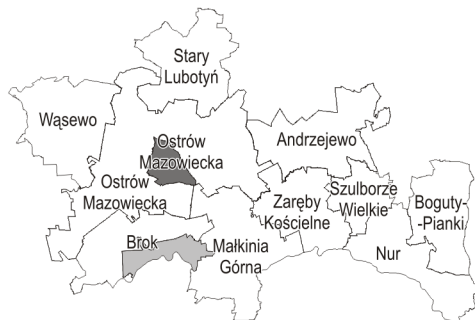 Stary
Lubotyń
Wąsewo
Ostrów
Mazowiecka
Andrzejewo
Ostrów
Mazowiecka
Zaręby
Kościelne
Szulborze
Wielkie
Boguty-
-Pianki
Brok
Małkinia
Górna
Nur